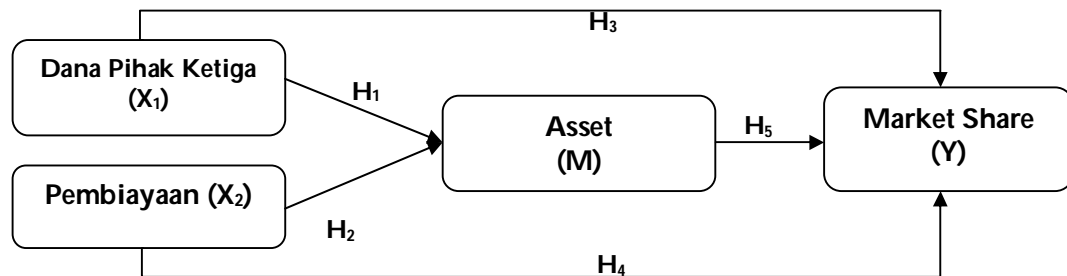 H₃
Dana Pihak Ketiga
(X₁)
H₁
Asset
(M)
H₅
Market Share
(Y)
Pembiayaan (X₂)
H₂
H₄